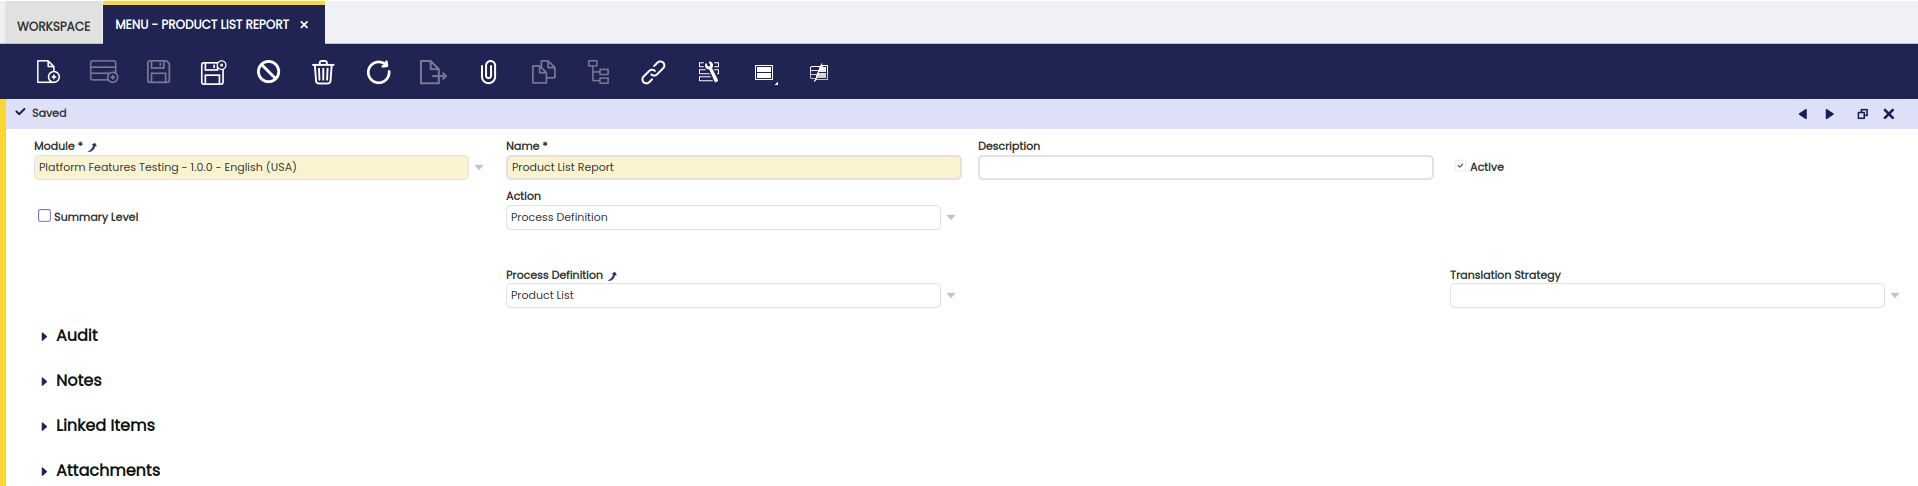 WORKSPACE
MENU - PRODUCT LIST REPORT
Saved
Module *
Name *
Description
Platform Features Testing - 1.0.0 - English (USA)
Product List Report
Active
Action
Summary Level
Process Definition
Process Definition
Translation Strategy
Product List
Audit
Notes
Linked Items
Attachments